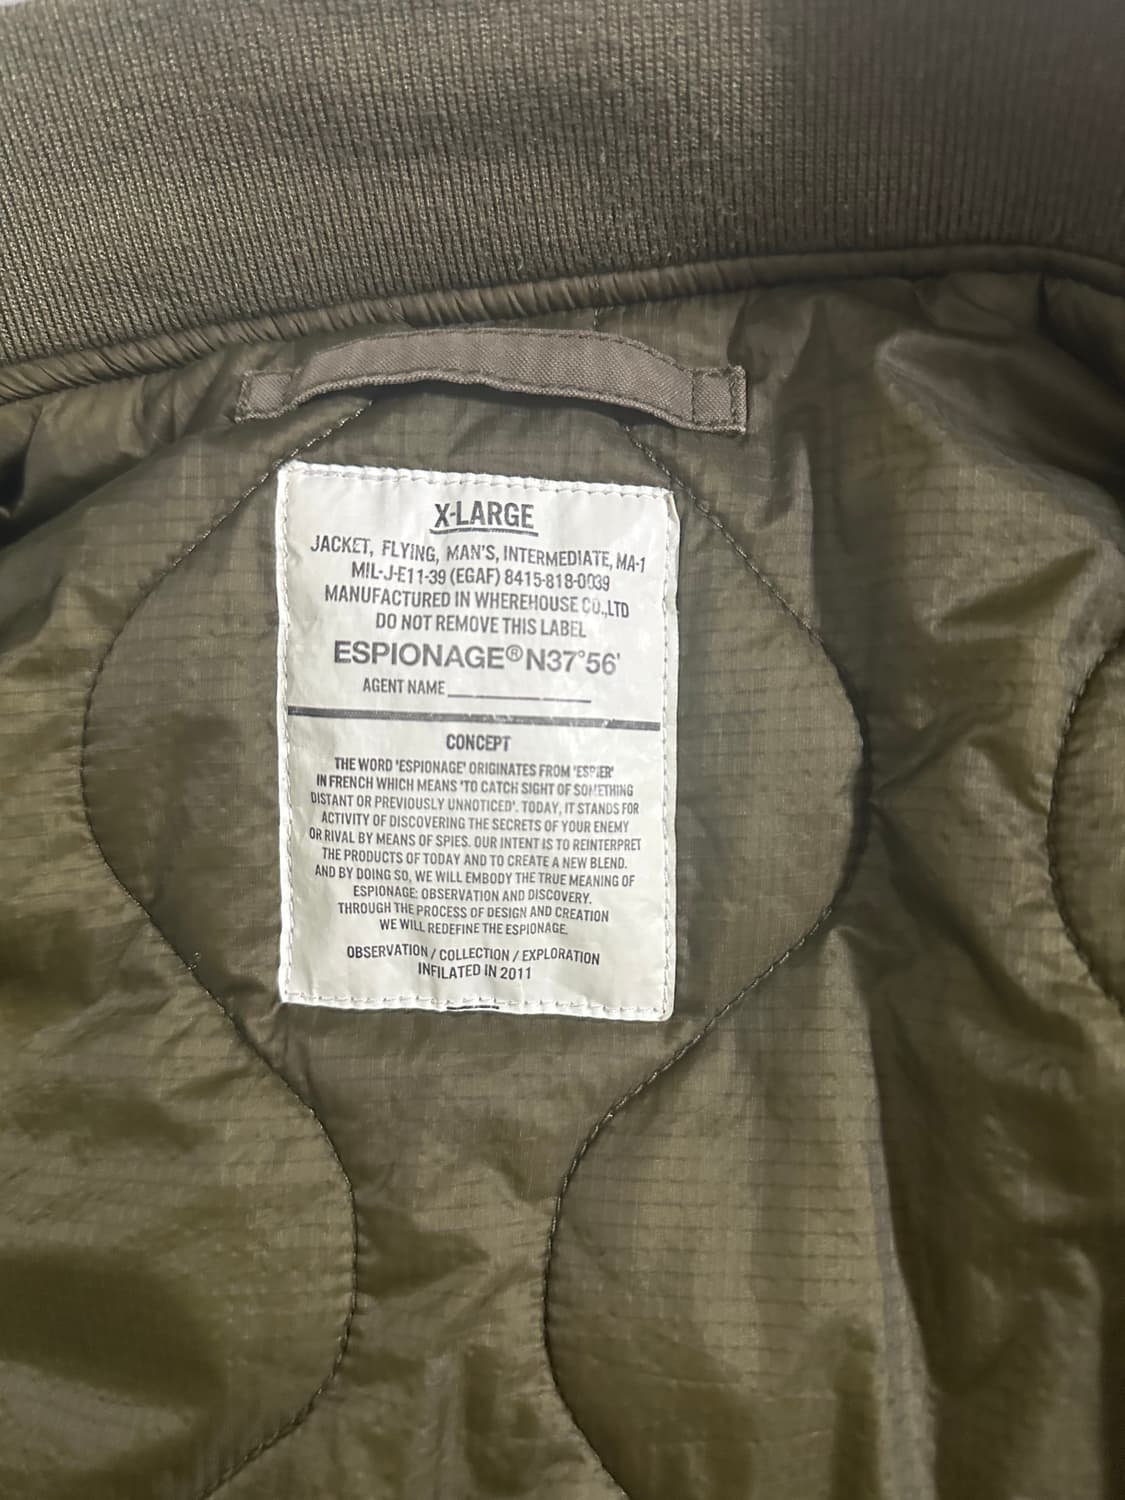 X-LARGE
JACKET, FLYING, MAN'S, INTERMEDIATE, MA-1
MIL-J-E11-39 (EGAF) 8415-818-0039
MANUFACTURED IN WHEREHOUSE CO.,LTD
DO NOT REMOVE THIS LABEL
ESPIONAGE® N37°56'
AGENT NAME
CONCEPT
THE WORD 'ESPIONAGE' ORIGINATES FROM 'ESPIER'
IN FRENCH WHICH MEANS 'TO CATCH SIGHT OF SOMETHING
DISTANT OR PREVIOUSLY UNNOTICED'. TODAY, IT STANDS FOR
ACTIVITY OF DISCOVERING THE SECRETS OF YOUR ENEMY
OR RIVAL BY MEANS OF SPIES. OUR INTENT IS TO REINTERPRET
THE PRODUCTS OF TODAY AND TO CREATE A NEW BLEND.
AND BY DOING SO, WE WILL EMBODY THE TRUE MEANING OF
ESPIONAGE: OBSERVATION AND DISCOVERY.
THROUGH THE PROCESS OF DESIGN AND CREATION
WE WILL REDEFINE THE ESPIONAGE.
OBSERVATION / COLLECTION / EXPLORATION
INFILATED IN 2011